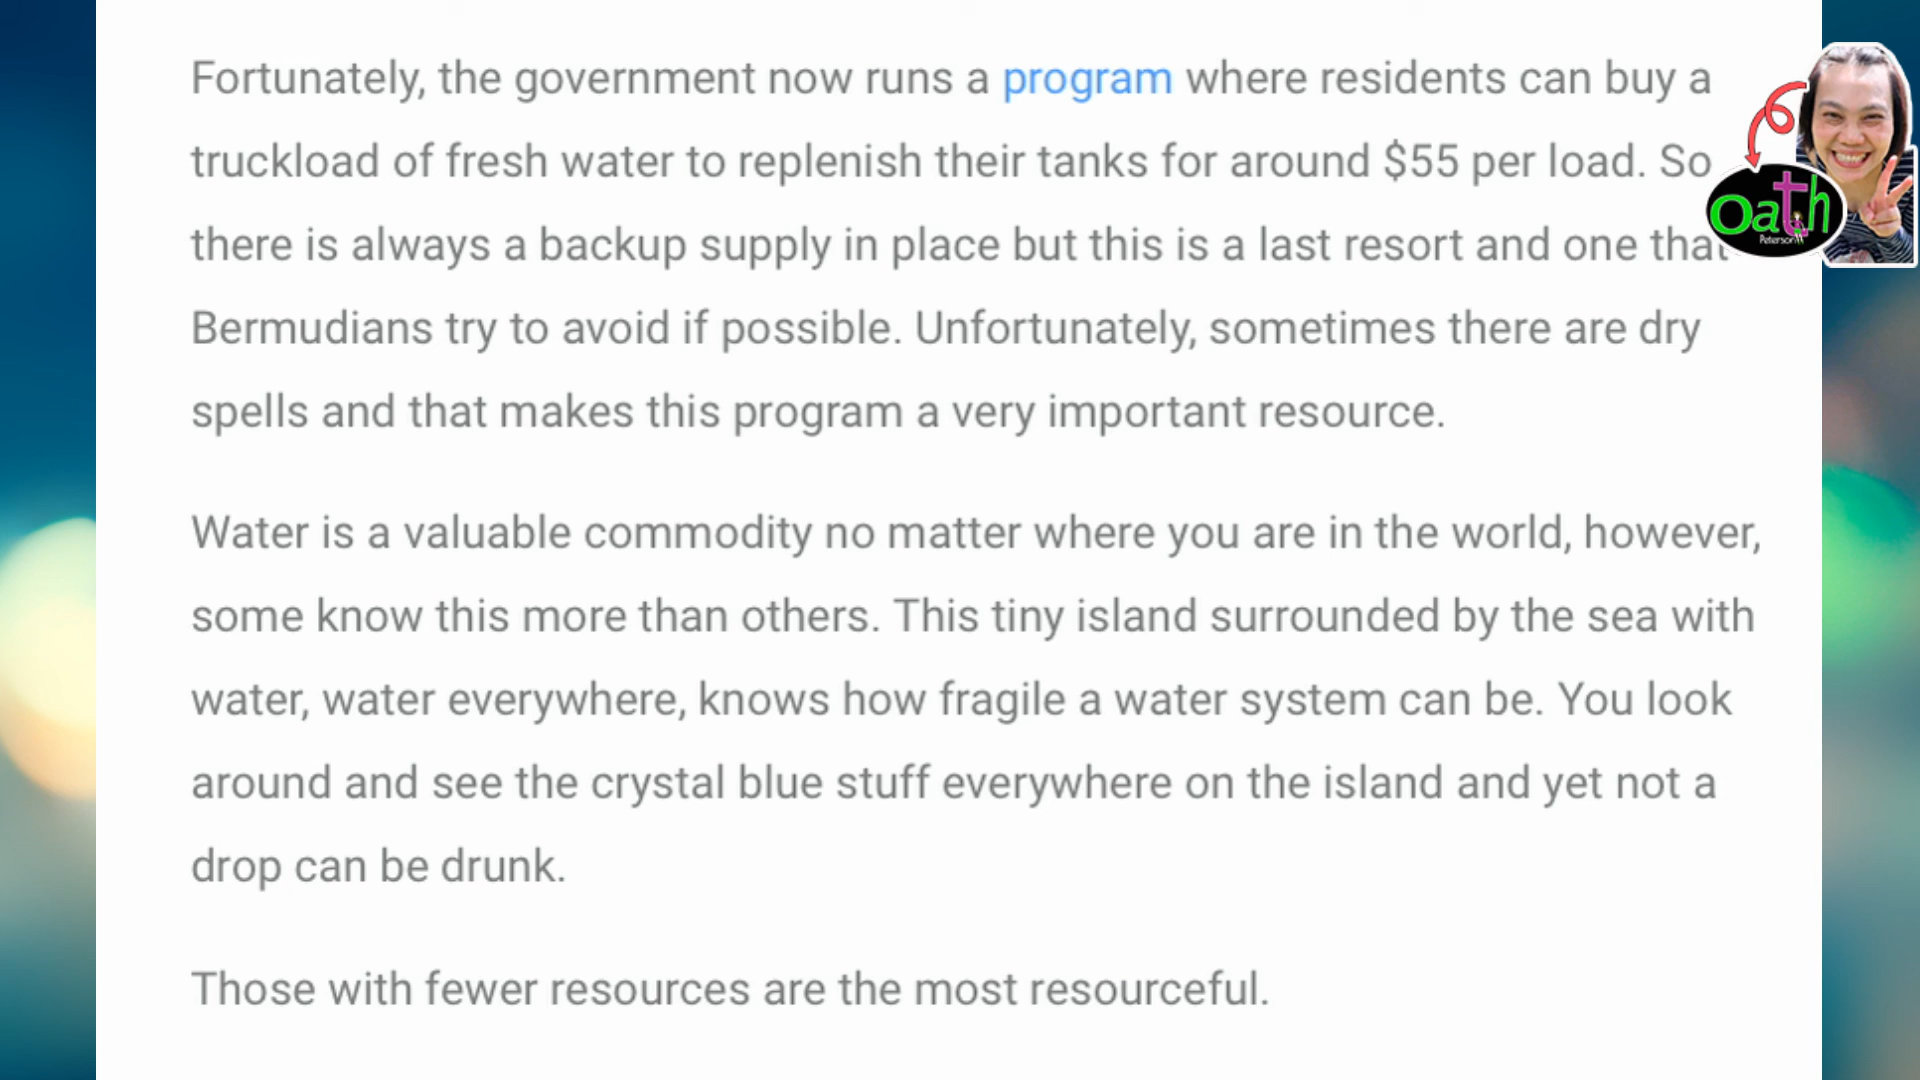 Fortunately, the government now runs a program where residents can buy a
truckload of fresh water to replenish their tanks for around $55 per load. So
there is always a backup supply in place but this is a last resort and one that
Bermudians try to avoid if possible. Unfortunately, sometimes there are dry
spells and that makes this program a very important resource.
Water is a valuable commodity no matter where you are in the world, however,
some know this more than others. This tiny island surrounded by the sea with
water, water everywhere, knows how fragile a water system can be. You look
around and see the crystal blue stuff everywhere on the island and yet not a
drop can be drunk.
Those with fewer resources are the most resourceful.
Oath
Peterson